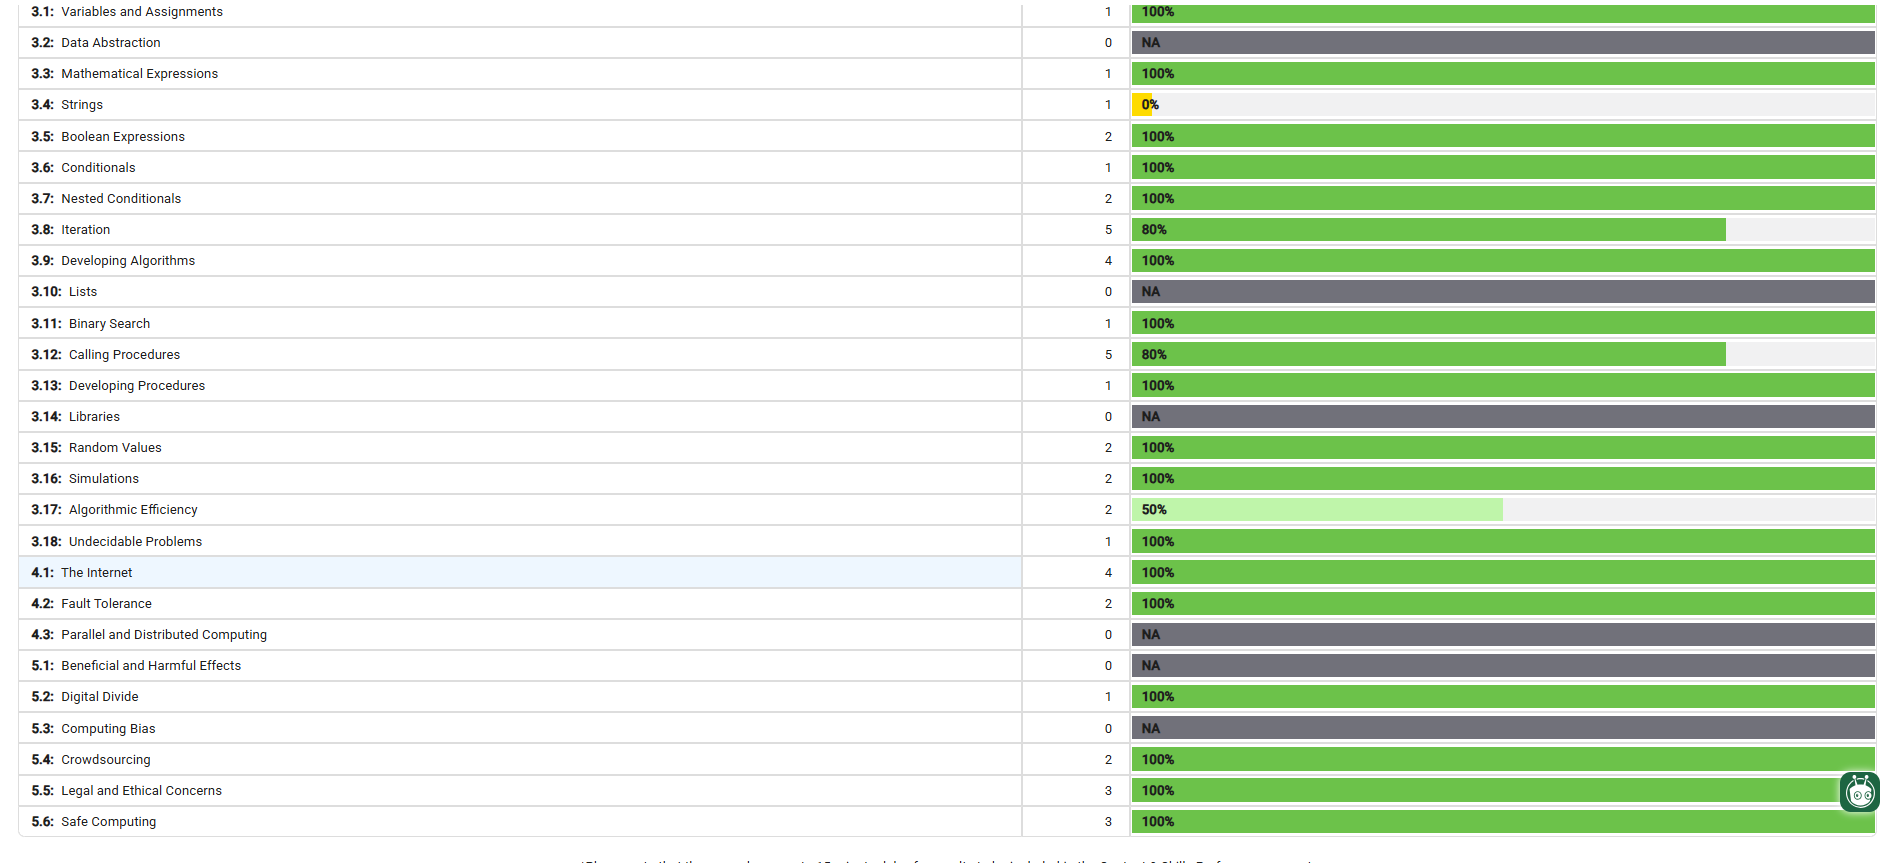 3.1: Variables and Assignments 1 100%
3.2: Data Abstraction 0 NA
3.3: Mathematical Expressions 1 100%
3.4: Strings 1 0%
3.5: Boolean Expressions 2 100%
3.6: Conditionals 1 100%
3.7: Nested Conditionals 2 100%
3.8: Iteration 5 80%
3.9: Developing Algorithms 4 100%
3.10: Lists 0 NA
3.11: Binary Search 1 100%
3.12: Calling Procedures 5 80%
3.13: Developing Procedures 1 100%
3.14: Libraries 0 NA
3.15: Random Values 2 100%
3.16: Simulations 2 100%
3.17: Algorithmic Efficiency 2 50%
3.18: Undecidable Problems 1 100%
4.1: The Internet 4 100%
4.2: Fault Tolerance 2 100%
4.3: Parallel and Distributed Computing 0 NA
5.1: Beneficial and Harmful Effects 0 NA
5.2: Digital Divide 1 100%
5.3: Computing Bias 0 NA
5.4: Crowdsourcing 2 100%
5.5: Legal and Ethical Concerns 3 100%
5.6: Safe Computing 3 100%